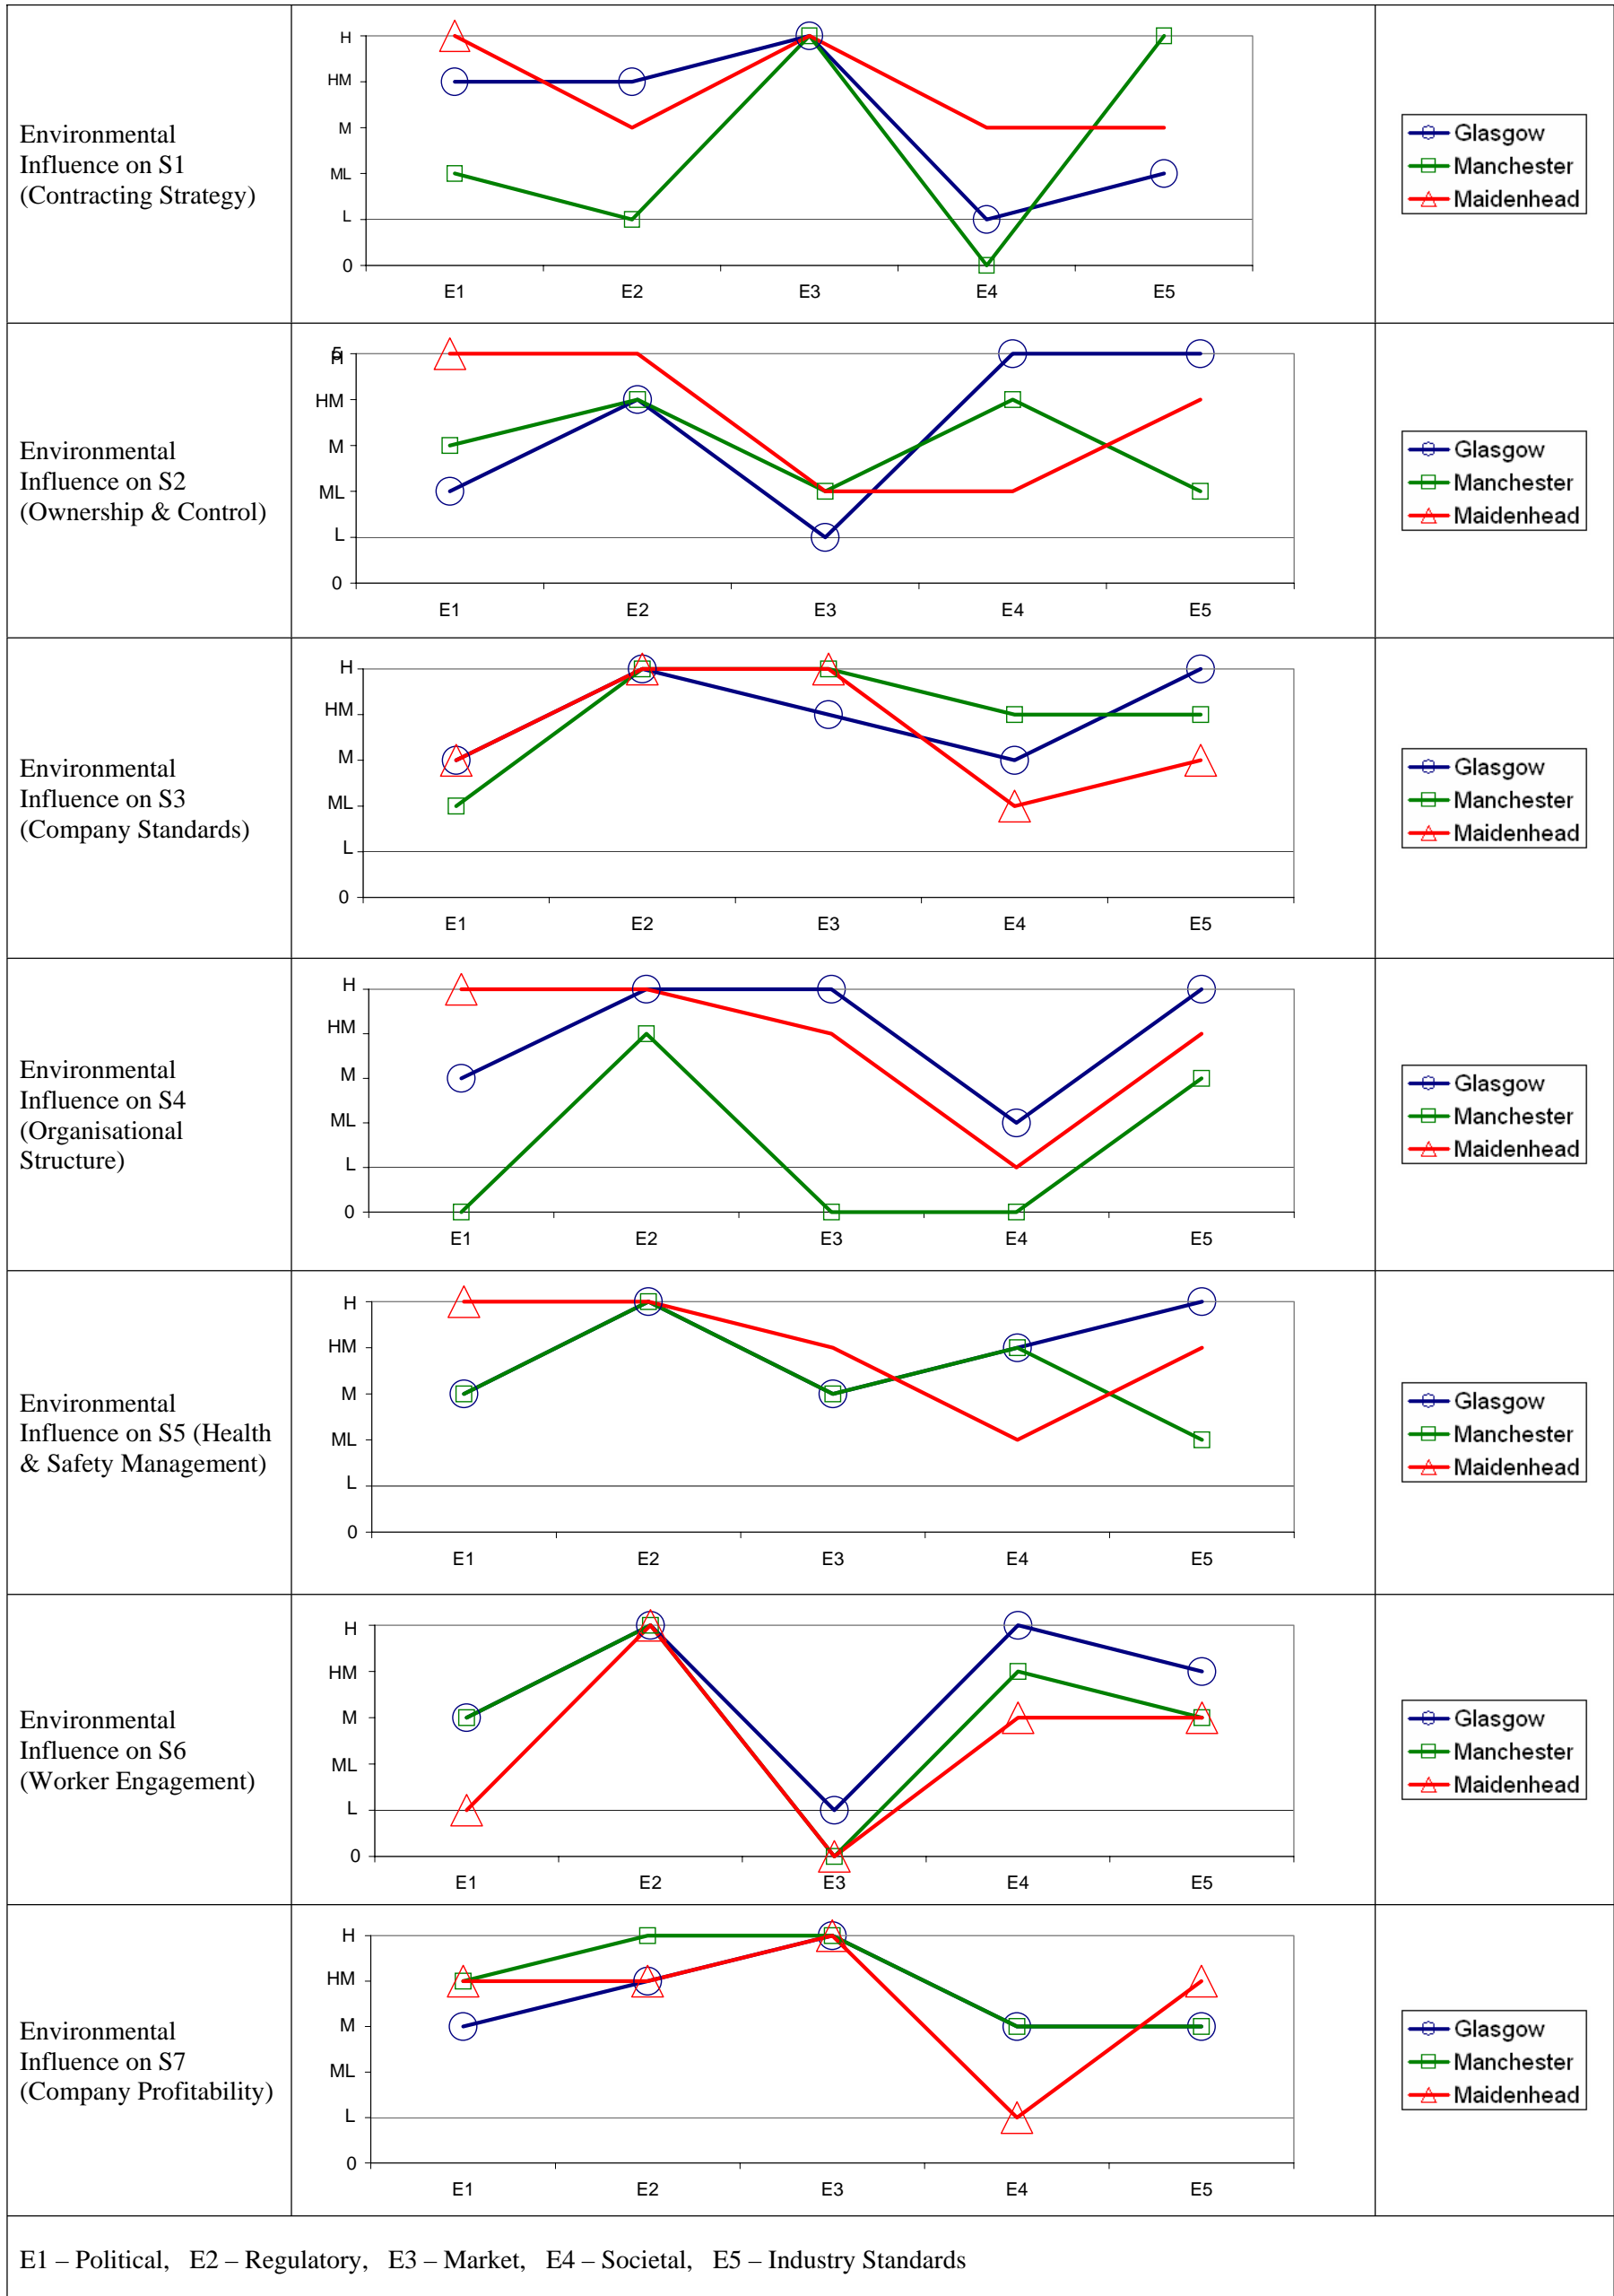 H
HM
M
ML
L
0
E1 E2 E3 E4 E5
Environmental
Influence on S1
(Contracting Strategy)
Glasgow
Manchester
Maidenhead
H
HM
M
ML
L
0
E1 E2 E3 E4 E5
Environmental
Influence on S2
(Ownership & Control)
Glasgow
Manchester
Maidenhead
H
HM
M
ML
L
0
E1 E2 E3 E4 E5
Environmental
Influence on S3
(Company Standards)
Glasgow
Manchester
Maidenhead
H
HM
M
ML
L
0
E1 E2 E3 E4 E5
Environmental
Influence on S4
(Organisational
Structure)
Glasgow
Manchester
Maidenhead
H
HM
M
ML
L
0
E1 E2 E3 E4 E5
Environmental
Influence on S5 (Health
& Safety Management)
Glasgow
Manchester
Maidenhead
H
HM
M
ML
L
0
E1 E2 E3 E4 E5
Environmental
Influence on S6
(Worker Engagement)
Glasgow
Manchester
Maidenhead
H
HM
M
ML
L
0
E1 E2 E3 E4 E5
Environmental
Influence on S7
(Company Profitability)
Glasgow
Manchester
Maidenhead
E1 – Political, E2 – Regulatory, E3 – Market, E4 – Societal, E5 – Industry Standards